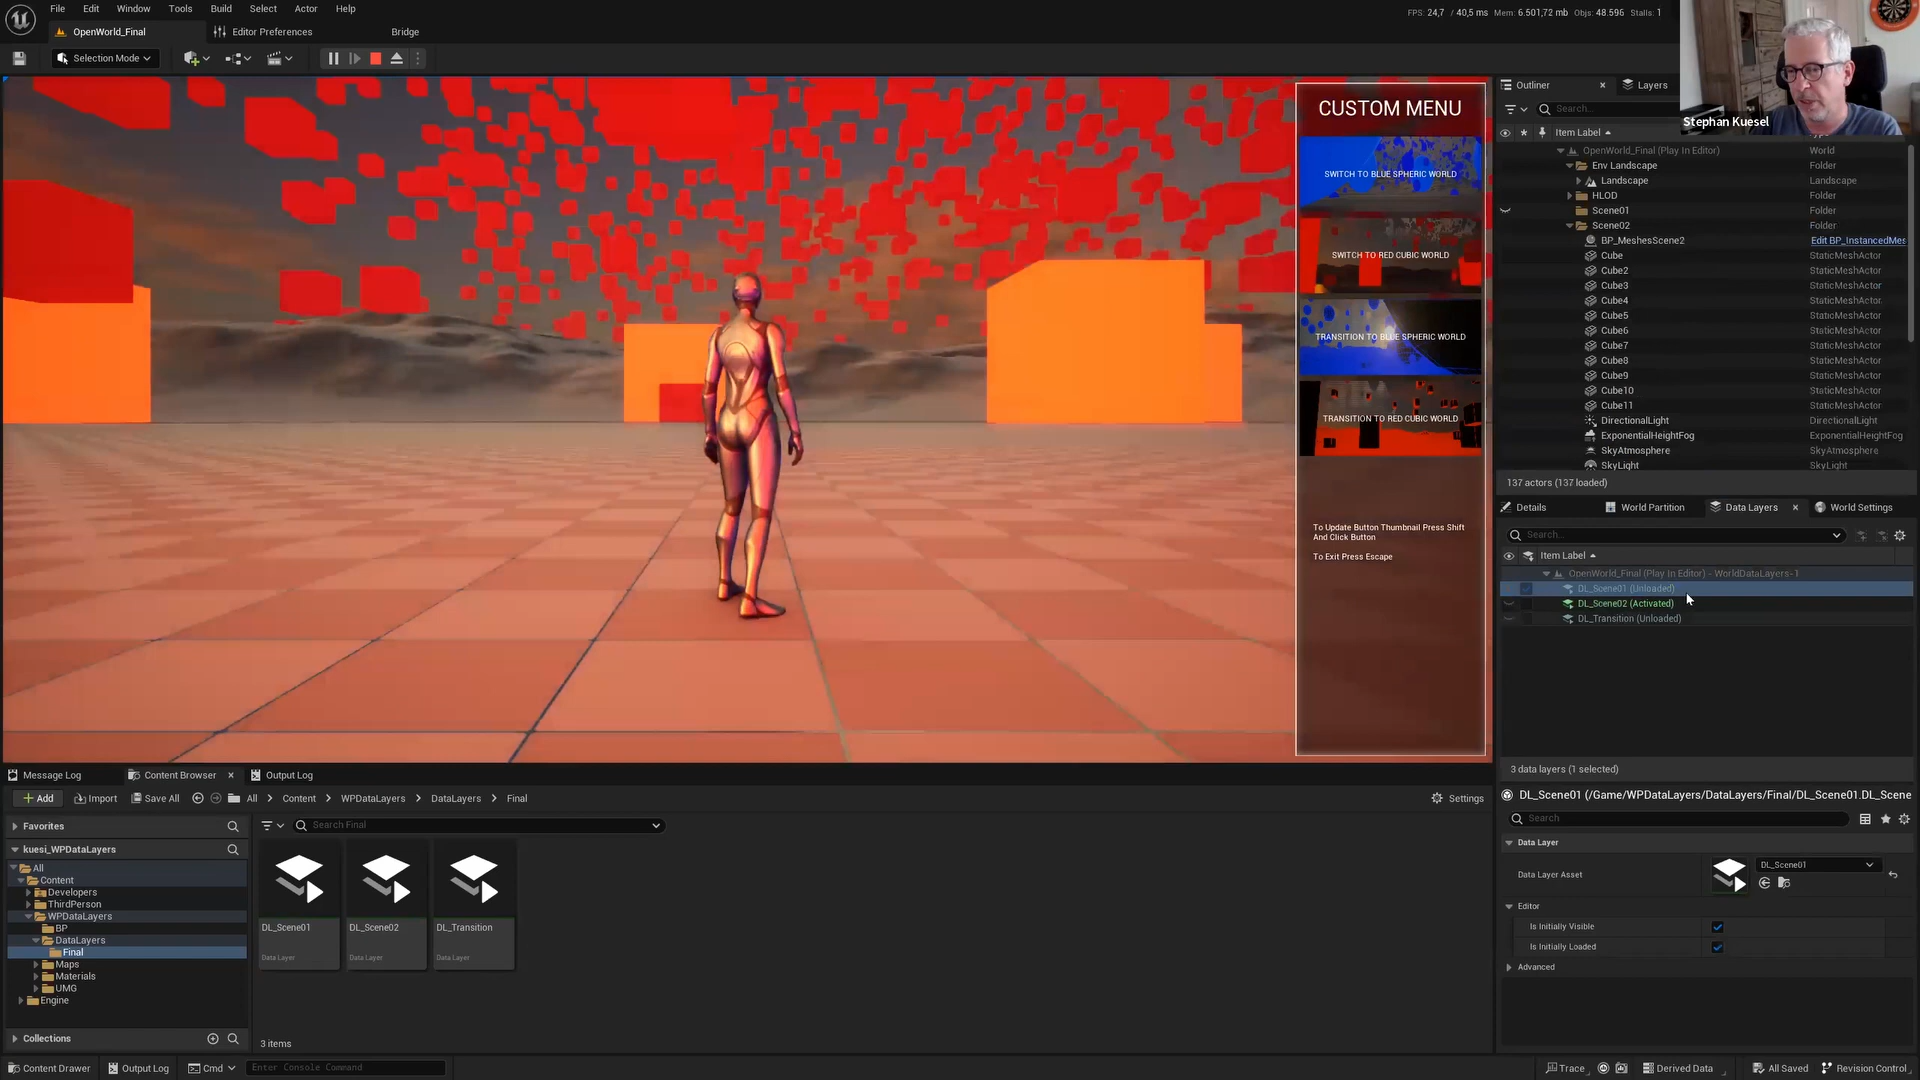 File Edit Window Tools Build Select Actor Help
FPS: 24,7 / 40,5 ms Mem: 6.501,72 mb Objs: 48.596 Stalls: 1
OpenWorld_Final
Editor Preferences
Bridge
Selection Mode
Stephan Kuesel
CUSTOM MENU
SWITCH TO BLUE SPHERIC WORLD
SWITCH TO RED CUBIC WORLD
TRANSITION TO BLUE SPHERIC WORLD
TRANSITION TO RED CUBIC WORLD
To Update Button Thumbnail Press Shift
And Click Button
To Exit Press Escape
Outliner
Layers
Search...
Item Label
OpenWorld_Final (Play In Editor) World
Env Landscape Folder
Landscape Landscape
HLOD Folder
Scene01 Folder
Scene02 Folder
BP_MeshesScene2 Edit BP_InstancedMes
Cube StaticMeshActor
Cube2 StaticMeshActor
Cube3 StaticMeshActor
Cube4 StaticMeshActor
Cube5 StaticMeshActor
Cube6 StaticMeshActor
Cube7 StaticMeshActor
Cube8 StaticMeshActor
Cube9 StaticMeshActor
Cube10 StaticMeshActor
Cube11 StaticMeshActor
DirectionalLight DirectionalLight
ExponentialHeightFog ExponentialHeightFog
SkyAtmosphere SkyAtmosphere
SkyLight SkyLight
137 actors (137 loaded)
Details
World Partition
Data Layers
World Settings
Search...
Item Label
OpenWorld_Final (Play In Editor) - WorldDataLayers-1
DL_Scene01 (Unloaded)
DL_Scene02 (Activated)
DL_Transition (Unloaded)
3 data layers (1 selected)
DL_Scene01 (/Game/WPDataLayers/DataLayers/Final/DL_Scene01.DL_Scene
Search
Data Layer
Data Layer Asset
DL_Scene01
Editor
Is Initially Visible
Is Initially Loaded
Advanced
Message Log
Content Browser
Output Log
Add
Import
Save All
All > Content > WPDataLayers > DataLayers > Final
Settings
Favorites
Search Final
kuesi_WPDataLayers
All
Content
Developers
ThirdPerson
WPDataLayers
BP
DataLayers
Final
Maps
Materials
UMG
Engine
Collections
DL_Scene01
Data Layer
DL_Scene02
Data Layer
DL_Transition
Data Layer
3 items
Content Drawer
Output Log
Cmd
Enter Console Command
Trace
Derived Data
All Saved
Revision Control